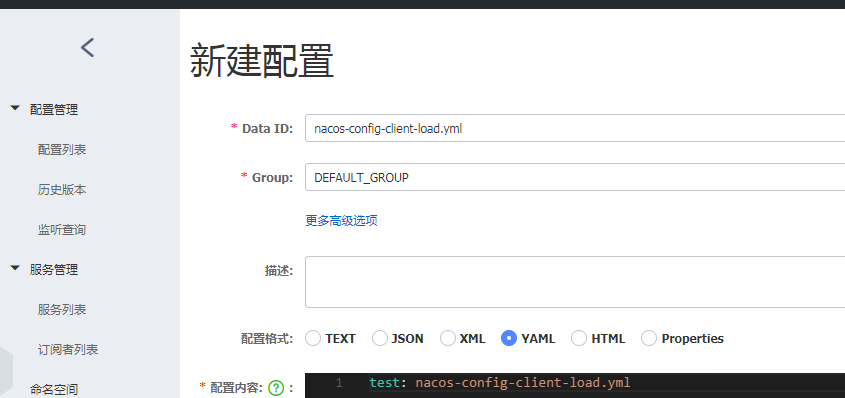 新建配置
配置管理
配置列表
历史版本
监听查询
服务管理
服务列表
订阅者列表
命名空间
* Data ID: nacos-config-client-load.yml
* Group: DEFAULT_GROUP
更多高级选项
描述:
配置格式: TEXT JSON XML YAML HTML Properties
* 配置内容: ? :
1 test: nacos-config-client-load.yml